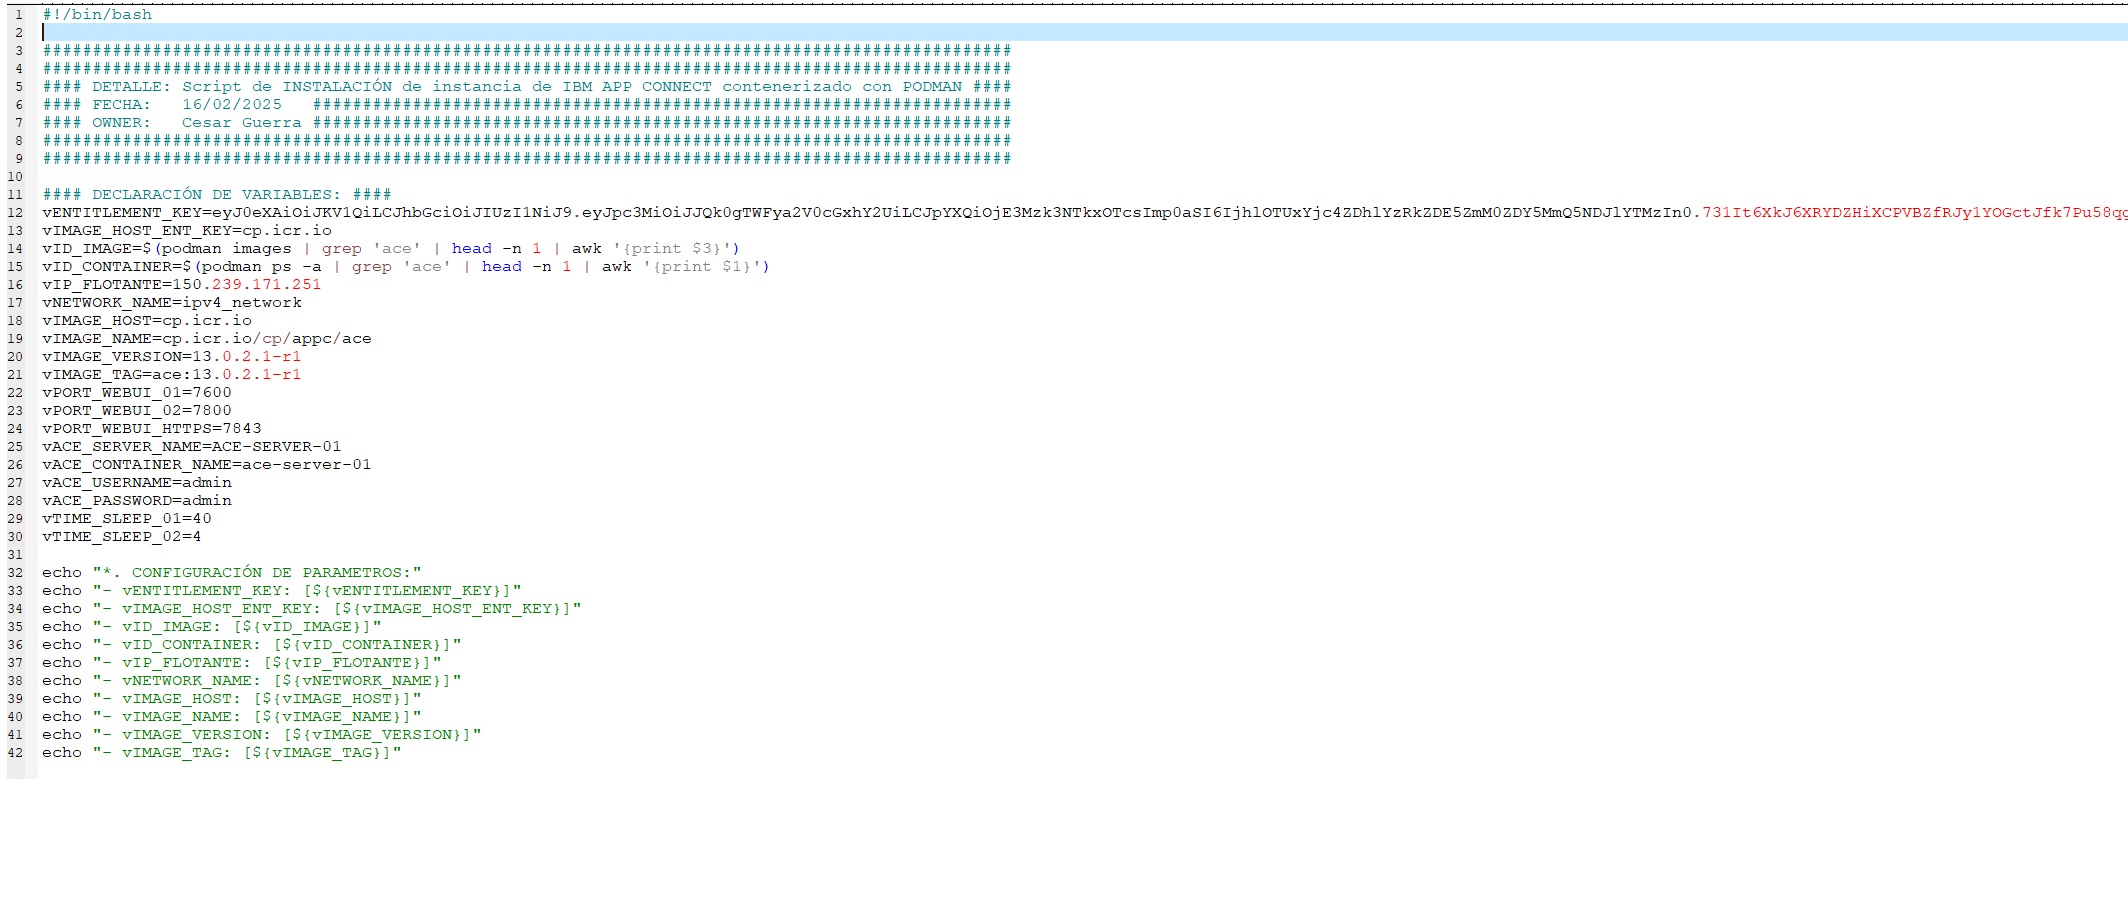 1 #!/bin/bash
2
3 #################################################################################################
4 #################################################################################################
5 #### DETALLE: Script de INSTALACIÓN de instancia de IBM APP CONNECT contenerizado con PODMAN ####
6 #### FECHA:   16/02/2025   ######################################################################
7 #### OWNER:   Cesar Guerra ######################################################################
8 #################################################################################################
9 #################################################################################################
10
11 #### DECLARACIÓN DE VARIABLES: ####
12 vENTITLEMENT_KEY=
13 vIMAGE_HOST_ENT_KEY=cp.icr.io
14 vID_IMAGE=$(podman images | grep 'ace' | head -n 1 | awk '{print $3}')
15 vID_CONTAINER=$(podman ps -a | grep 'ace' | head -n 1 | awk '{print $1}')
16 vIP_FLOTANTE=150.239.171.251
17 vNETWORK_NAME=ipv4_network
18 vIMAGE_HOST=cp.icr.io
19 vIMAGE_NAME=cp.icr.io/cp/appc/ace
20 vIMAGE_VERSION=13.0.2.1-r1
21 vIMAGE_TAG=ace:13.0.2.1-r1
22 vPORT_WEBUI_01=7600
23 vPORT_WEBUI_02=7800
24 vPORT_WEBUI_HTTPS=7843
25 vACE_SERVER_NAME=ACE-SERVER-01
26 vACE_CONTAINER_NAME=ace-server-01
27 vACE_USERNAME=admin
28 vACE_PASSWORD=admin
29 vTIME_SLEEP_01=40
30 vTIME_SLEEP_02=4
31
32 echo "*. CONFIGURACIÓN DE PARAMETROS:"
33 echo "- vENTITLEMENT_KEY: [${vENTITLEMENT_KEY}]"
34 echo "- vIMAGE_HOST_ENT_KEY: [${vIMAGE_HOST_ENT_KEY}]"
35 echo "- vID_IMAGE: [${vID_IMAGE}]"
36 echo "- vID_CONTAINER: [${vID_CONTAINER}]"
37 echo "- vIP_FLOTANTE: [${vIP_FLOTANTE}]"
38 echo "- vNETWORK_NAME: [${vNETWORK_NAME}]"
39 echo "- vIMAGE_HOST: [${vIMAGE_HOST}]"
40 echo "- vIMAGE_NAME: [${vIMAGE_NAME}]"
41 echo "- vIMAGE_VERSION: [${vIMAGE_VERSION}]"
42 echo "- vIMAGE_TAG: [${vIMAGE_TAG}]"